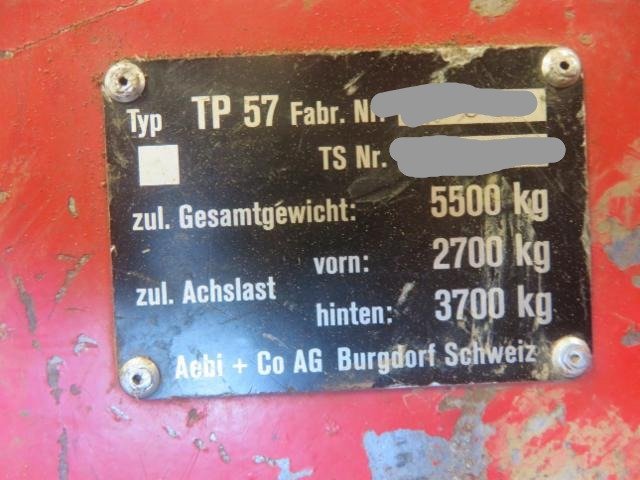 Typ TP 57 Fabr. Nr.
TS Nr.
zul. Gesamtgewicht: 5500 kg
vorn: 2700 kg
zul. Achslast
hinten: 3700 kg
Aebi + Co AG Burgdorf Schweiz